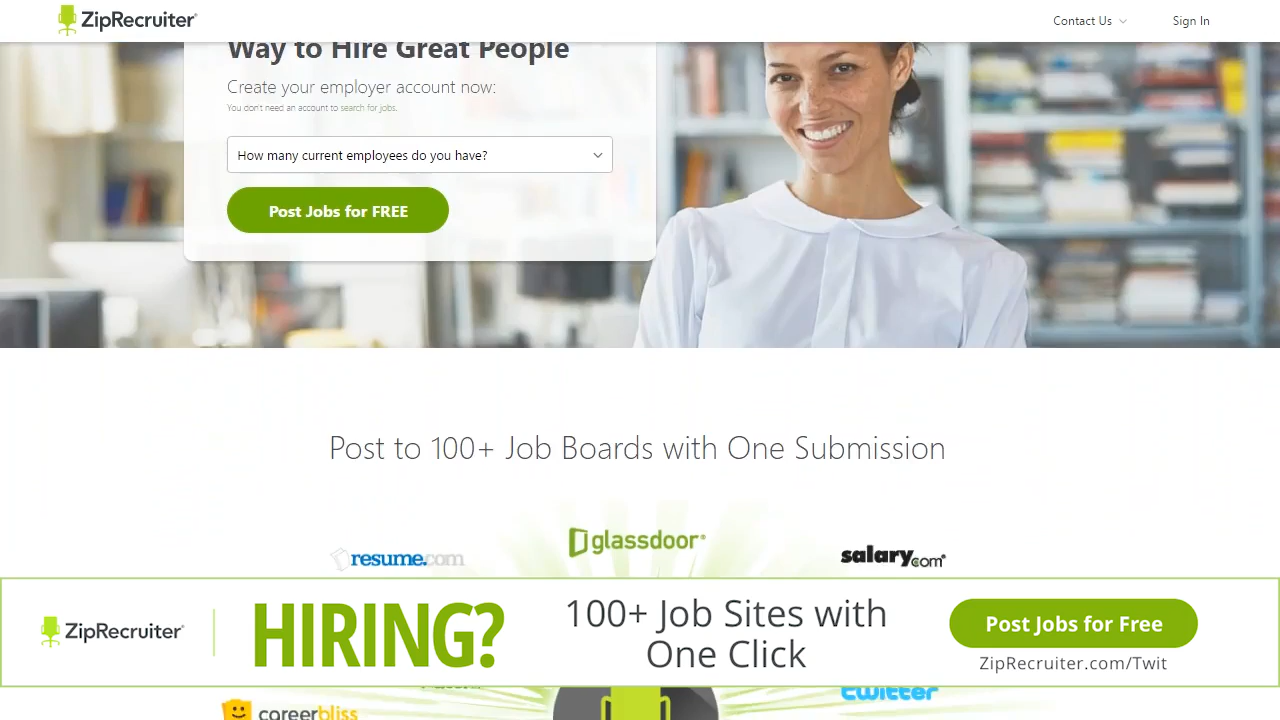 ZipRecruiter
Contact Us
Sign In
Way to Hire Great People
Create your employer account now:
You don't need an account to search for jobs.
How many current employees do you have?
Post Jobs for FREE
Post to 100+ Job Boards with One Submission
glassdoor
resume.com
salary.com
ZipRecruiter
HIRING?
100+ Job Sites with
One Click
Post Jobs for Free
ZipRecruiter.com/Twit
twitter
careerbliss